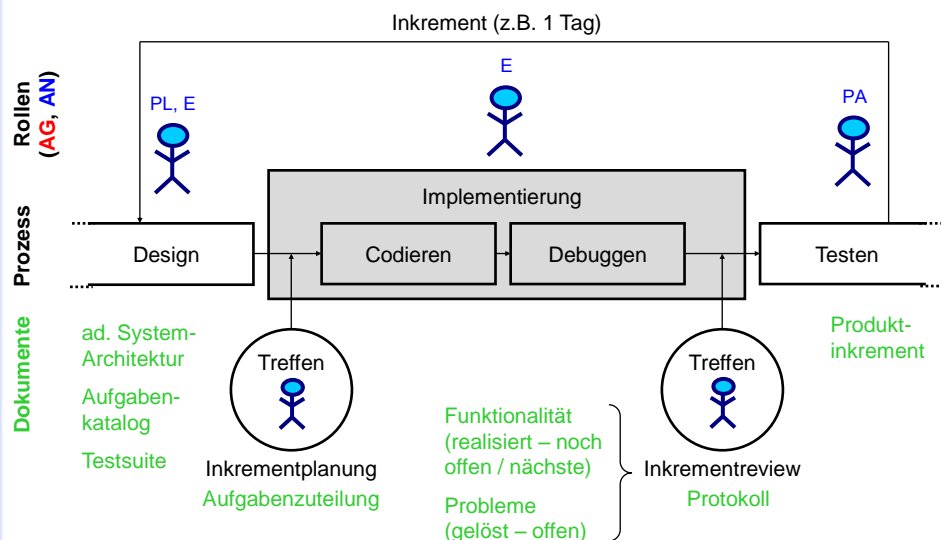 Inkrement (z.B. 1 Tag)
Rollen
(AG, AN)
PL, E
E
PA
Prozess
Implementierung
Design
Codieren
Debuggen
Testen
Dokumente
ad. System-
Architektur
Aufgaben-
katalog
Testsuite
Treffen
Inkrementplanung
Aufgabenzuteilung
Funktionalität
(realisiert – noch
offen / nächste)
Probleme
(gelöst – offen)
Treffen
Inkrementreview
Protokoll
Produkt-
inkrement